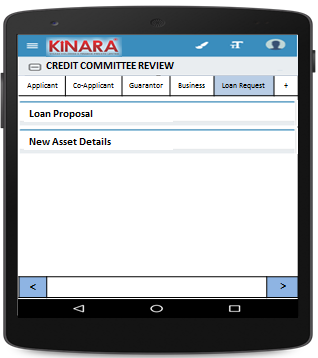 KINARA
CREDIT COMMITTEE REVIEW
Applicant Co-Applicant Guarantor Business Loan Request +
Loan Proposal
New Asset Details
< >